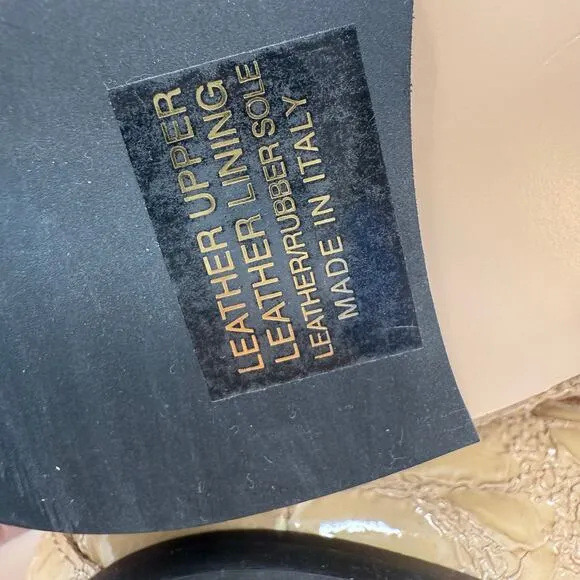 LEATHER UPPER
LEATHER LINING
LEATHER/RUBBER SOLE
MADE IN ITALY